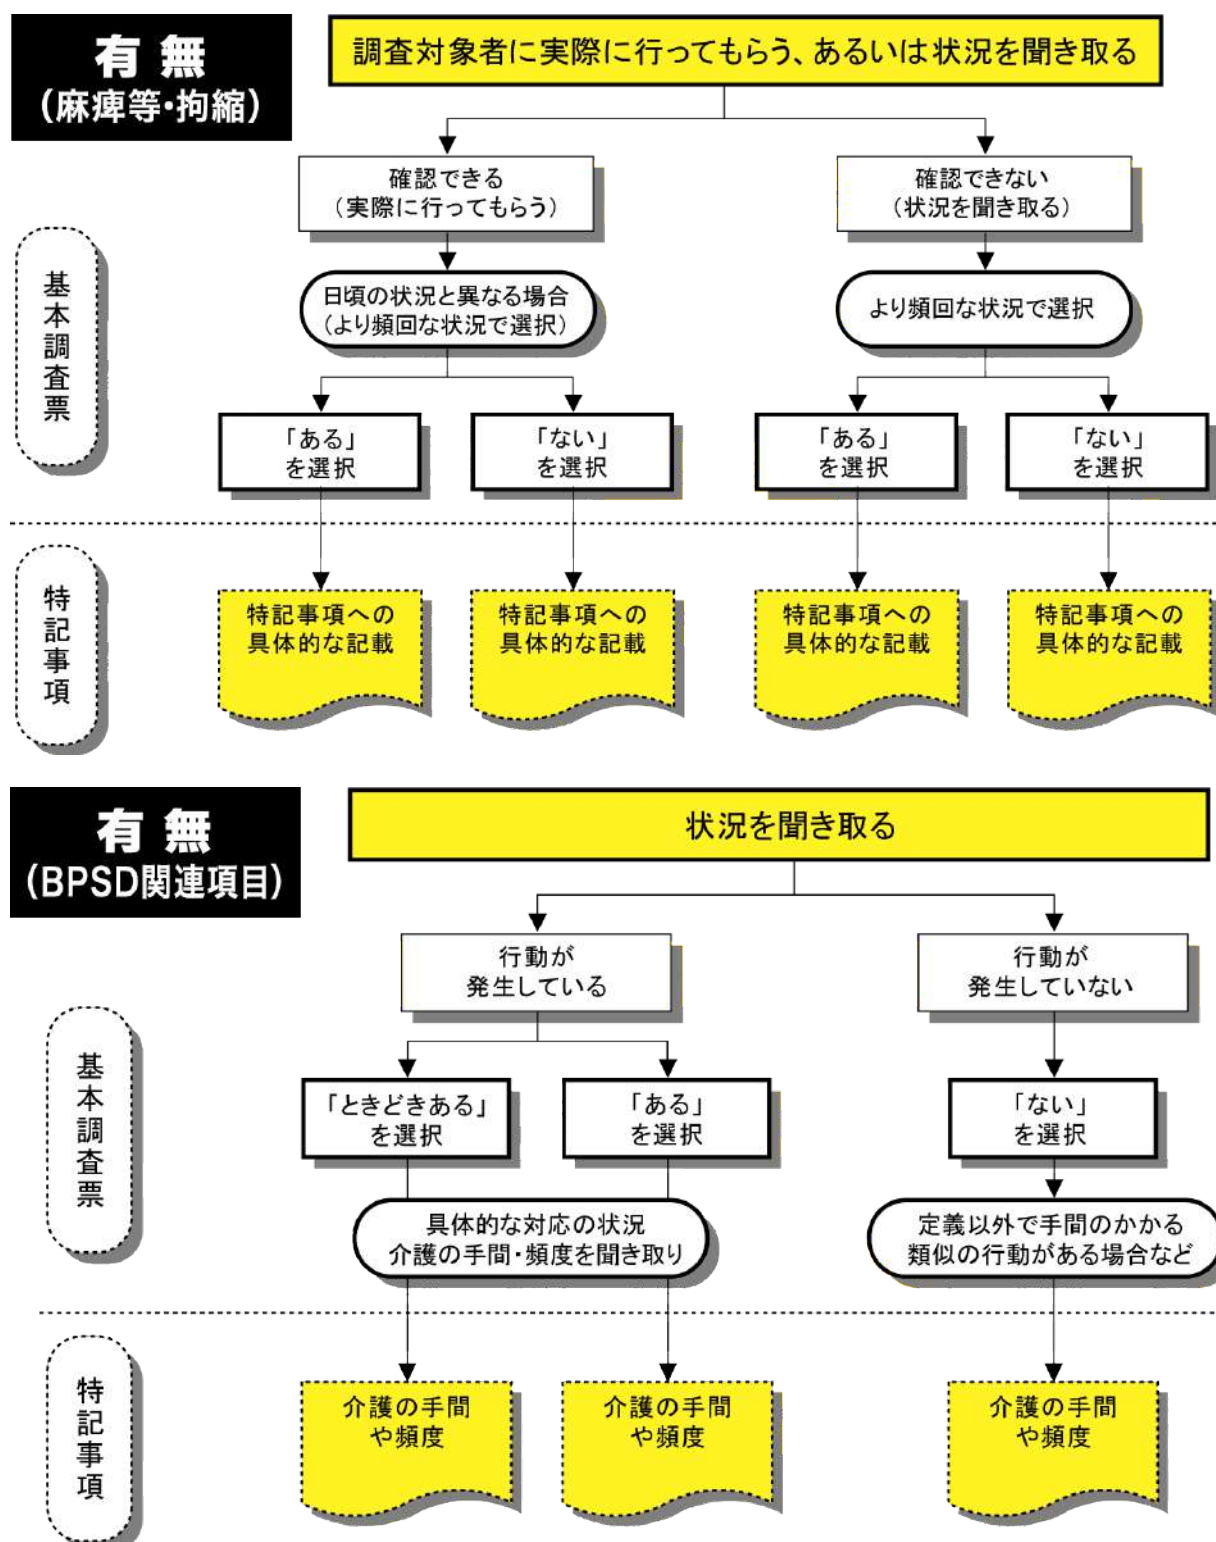 有無
(麻痺等・拘縮)
調査対象者に実際に行ってもらう、あるいは状況を聞き取る
確認できる
(実際に行ってもらう)
確認できない
(状況を聞き取る)
基本調査票
日頃の状況と異なる場合
(より頻回な状況で選択)
より頻回な状況で選択
「ある」
を選択
「ない」
を選択
「ある」
を選択
「ない」
を選択
特記事項
特記事項への
具体的な記載
特記事項への
具体的な記載
特記事項への
具体的な記載
特記事項への
具体的な記載
有無
(BPSD関連項目)
状況を聞き取る
行動が
発生している
行動が
発生していない
基本調査票
「ときどきある」
を選択
「ある」
を選択
「ない」
を選択
具体的な対応の状況
介護の手間・頻度を聞き取り
定義以外で手間のかかる
類似の行動がある場合など
特記事項
介護の手間
や頻度
介護の手間
や頻度
介護の手間
や頻度